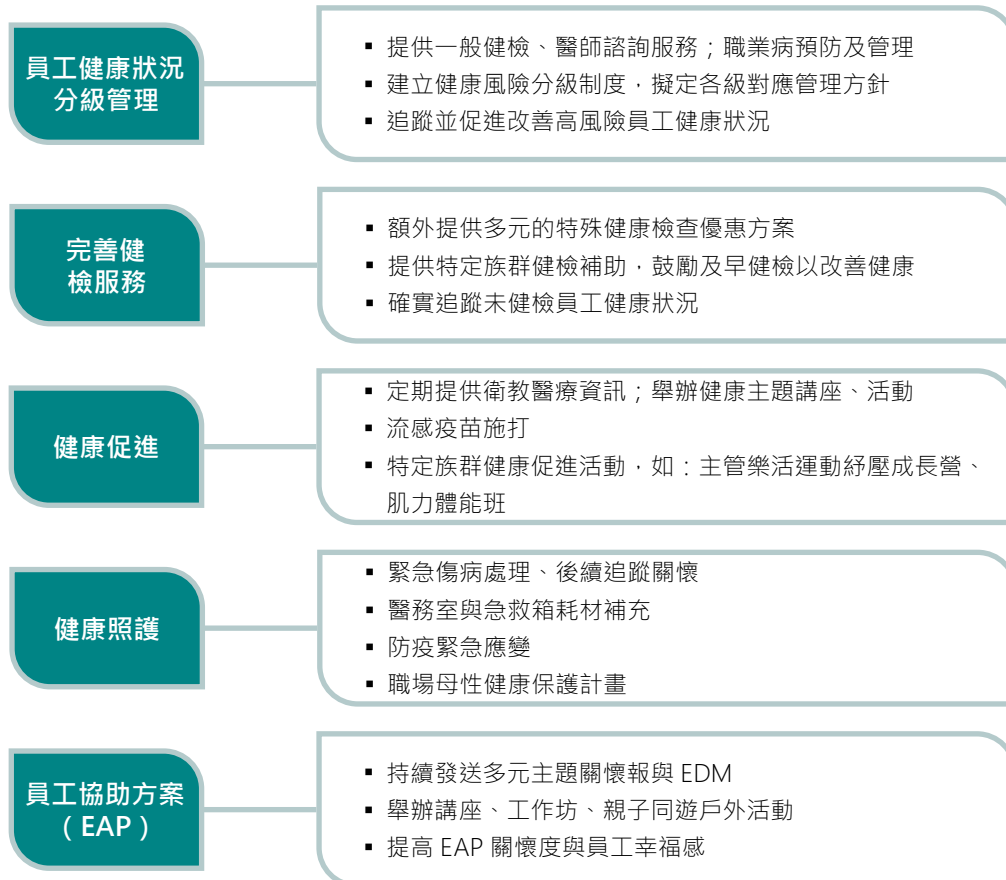 員工健康狀況
分級管理
▪ 提供一般健檢、醫師諮詢服務；職業病預防及管理
▪ 建立健康風險分級制度，擬定各級對應管理方針
▪ 追蹤並促進改善高風險員工健康狀況
完善健
檢服務
▪ 額外提供多元的特殊健康檢查優惠方案
▪ 提供特定族群健檢補助，鼓勵及早健檢以改善健康
▪ 確實追蹤未健檢員工健康狀況
健康促進
▪ 定期提供衛教醫療資訊；舉辦健康主題講座、活動
▪ 流感疫苗施打
▪ 特定族群健康促進活動，如：主管樂活運動紓壓成長營、
肌力體能班
健康照護
▪ 緊急傷病處理、後續追蹤關懷
▪ 醫務室與急救箱耗材補充
▪ 防疫緊急應變
▪ 職場母性健康保護計畫
員工協助方案
（EAP）
▪ 持續發送多元主題關懷報與 EDM
▪ 舉辦講座、工作坊、親子同遊戶外活動
▪ 提高 EAP 關懷度與員工幸福感